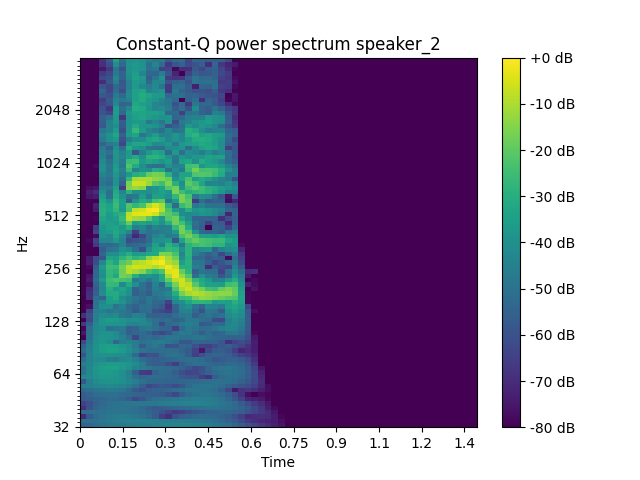 Constant-Q power spectrum speaker_2
+0 dB
2048
-10 dB
1024
-20 dB
512
-30 dB
Hz
-40 dB
256
-50 dB
128
-60 dB
64
-70 dB
32
-80 dB
0 0.15 0.3 0.45 0.6 0.75 0.9 1.1 1.2 1.4
Time